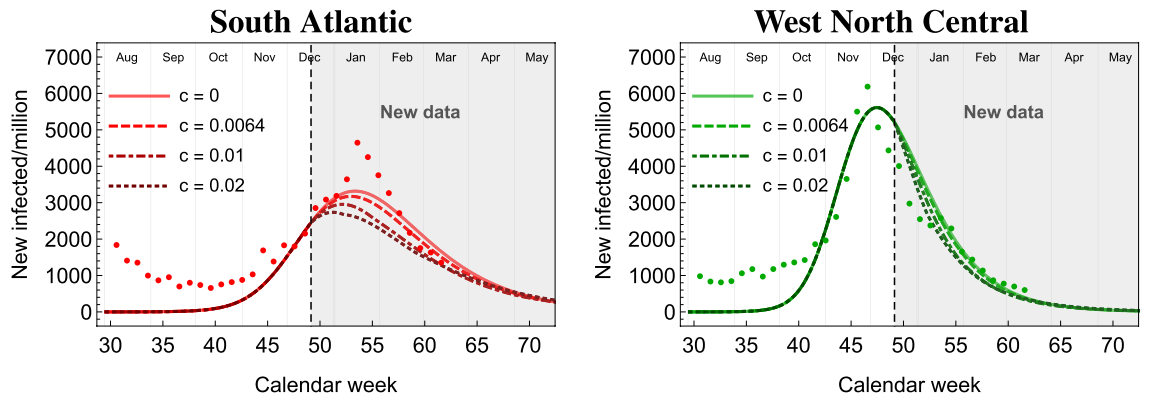 South Atlantic
New infected/million
7000
6000
5000
4000
3000
2000
1000
0
Aug Sep Oct Nov Dec Jan Feb Mar Apr May
c = 0
c = 0.0064
c = 0.01
c = 0.02
New data
30 35 40 45 50 55 60 65 70
Calendar week
West North Central
New infected/million
7000
6000
5000
4000
3000
2000
1000
0
Aug Sep Oct Nov Dec Jan Feb Mar Apr May
c = 0
c = 0.0064
c = 0.01
c = 0.02
New data
30 35 40 45 50 55 60 65 70
Calendar week